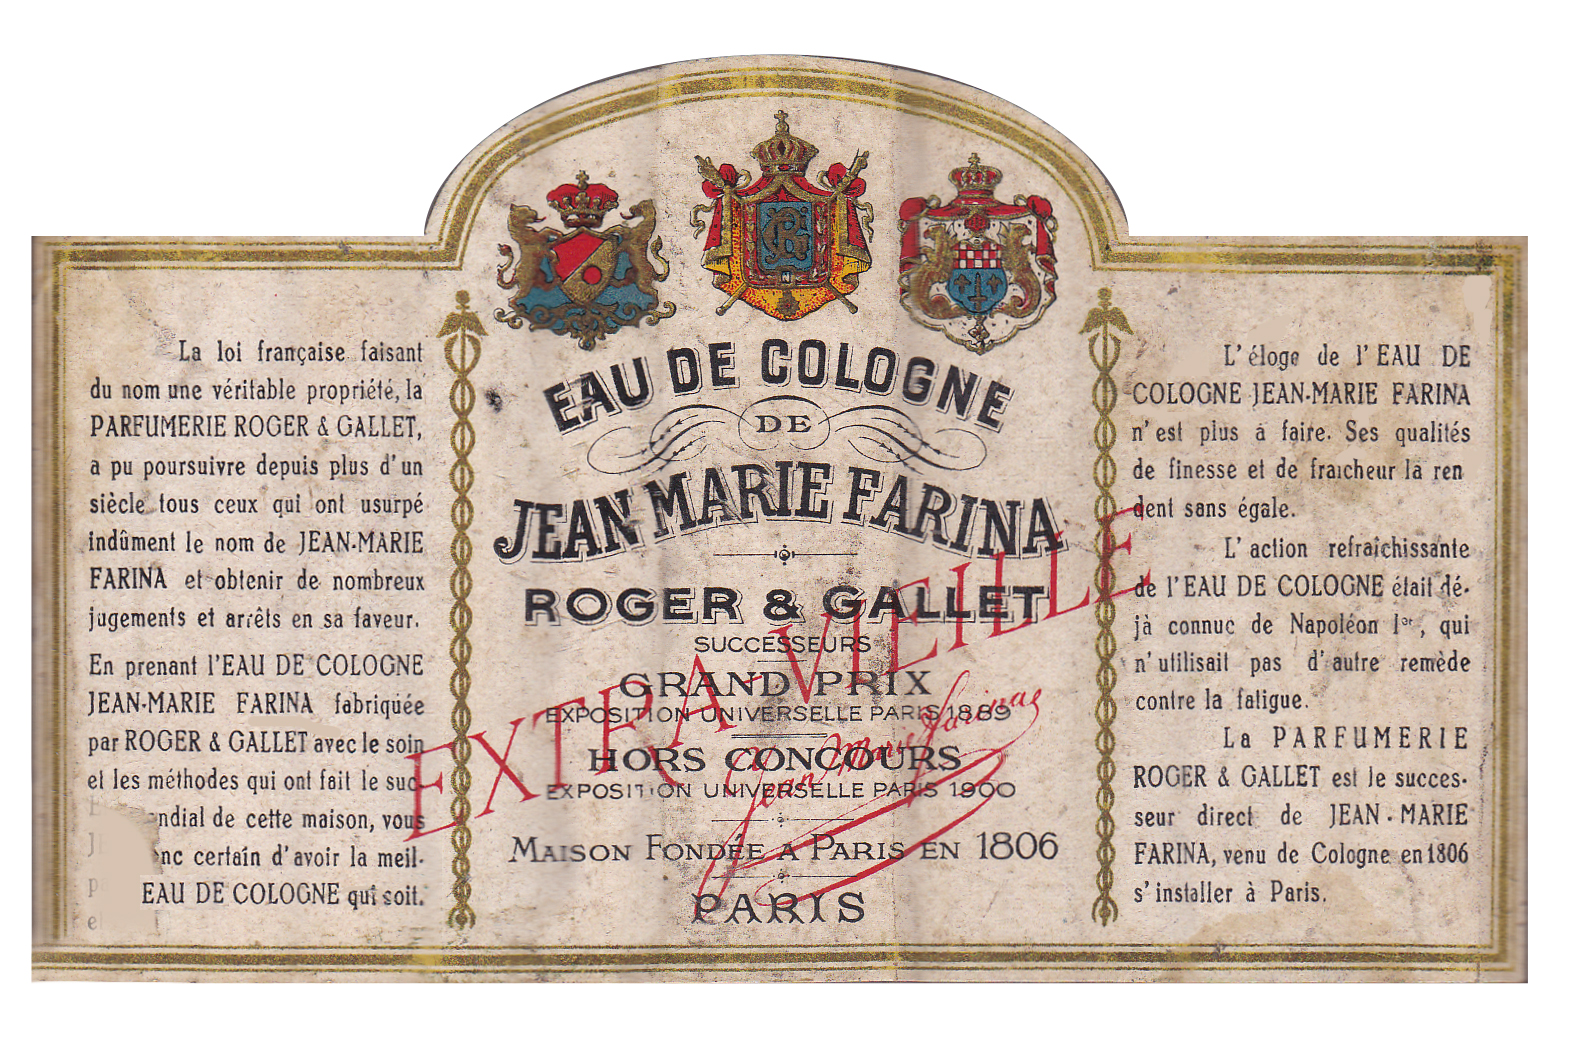 La loi française faisant
du nom une véritable propriété, la
PARFUMERIE ROGER & GALLET,
a pu poursuivre depuis plus d'un
siècle tous ceux qui ont usurpé
indûment le nom de JEAN-MARIE
FARINA et obtenir de nombreux
jugements et arrêts en sa faveur.
En prenant l'EAU DE COLOGNE
JEAN-MARIE FARINA fabriquée
par ROGER & GALLET avec le soin
et les méthodes qui ont fait le suc-
ndial de cette maison, vous
nc certain d'avoir la meil-
EAU DE COLOGNE qui soit.
EAU DE COLOGNE
DE
JEAN MARIE FARINA
ROGER & GALLET
SUCCESSEURS
GRAND PRIX
EXPOSITION UNIVERSELLE PARIS 1889
HORS CONCOURS
EXPOSITION UNIVERSELLE PARIS 1900
MAISON FONDÉE A PARIS EN 1806
PARIS
EXTRA-VIEILLE
Jean Marie Farina
L'éloge de l'EAU DE
COLOGNE JEAN-MARIE FARINA
n'est plus à faire. Ses qualités
de finesse et de fraicheur la ren
dent sans égale.
L'action refraîchissante
de l'EAU DE COLOGNE était dé-
jà connue de Napoléon Ier, qui
n'utilisait pas d'autre remède
contre la fatigue.
La PARFUMERIE
ROGER & GALLET est le succes-
seur direct de JEAN-MARIE
FARINA, venu de Cologne en 1806
s'installer à Paris.